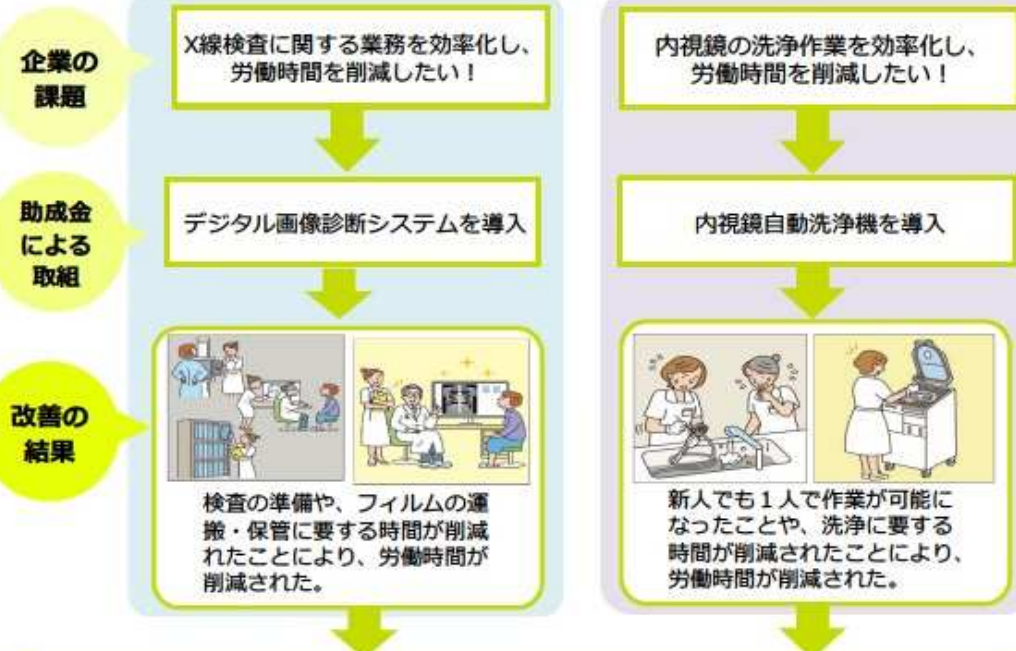 企業の
課題
X線検査に関する業務を効率化し、
労働時間を削減したい！
内視鏡の洗浄作業を効率化し、
労働時間を削減したい！
助成金
による
取組
デジタル画像診断システムを導入
内視鏡自動洗浄機を導入
改善の
結果
検査の準備や、フィルムの運
搬・保管に要する時間が削減
れたことにより、労働時間が
削減された。
新人でも１人で作業が可能に
なったことや、洗浄に要する
時間が削減されたことにより、
労働時間が削減された。